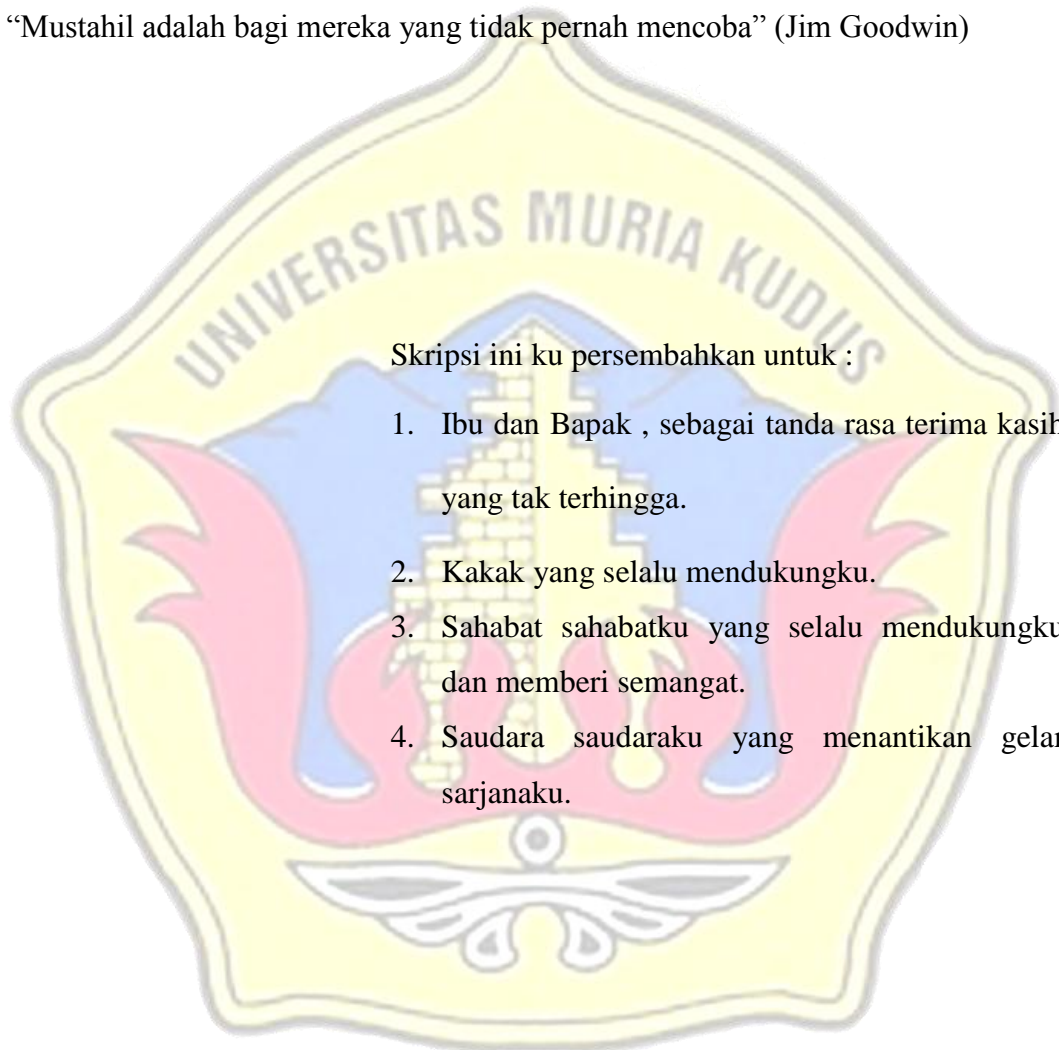 “Mustahil adalah bagi mereka yang tidak pernah mencoba” (Jim Goodwin)
UNIVERSITAS MURIA KUDUS
Skripsi ini ku persembahkan untuk :
1. Ibu dan Bapak , sebagai tanda rasa terima kasih
yang tak terhingga.
2. Kakak yang selalu mendukungku.
3. Sahabat sahabatku yang selalu mendukungku
dan memberi semangat.
4. Saudara saudaraku yang menantikan gelar
sarjanaku.